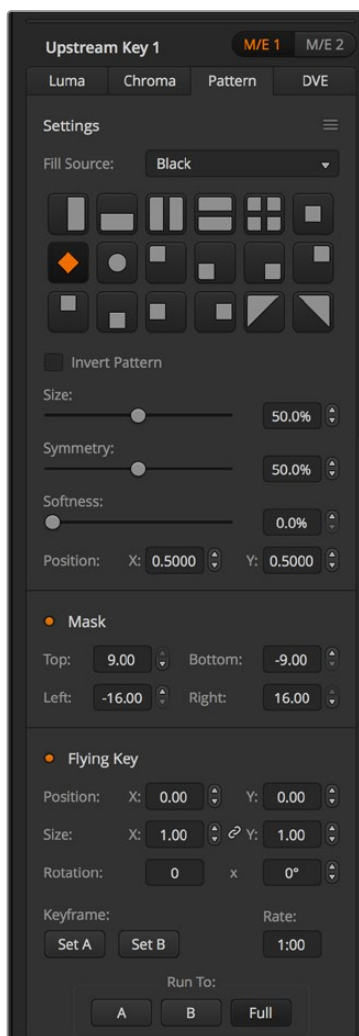 Upstream Key 1 M/E 1 M/E 2
Luma Chroma Pattern DVE
Settings
Fill Source: Black
Invert Pattern
Size:
50.0%
Symmetry:
50.0%
Softness:
0.0%
Position: X: 0.5000 Y: 0.5000
Mask
Top: 9.00 Bottom: -9.00
Left: -16.00 Right: 16.00
Flying Key
Position: X: 0.00 Y: 0.00
Size: X: 1.00 Y: 1.00
Rotation: 0 x 0°
Keyframe: Rate:
Set A Set B 1:00
Run To:
A B Full